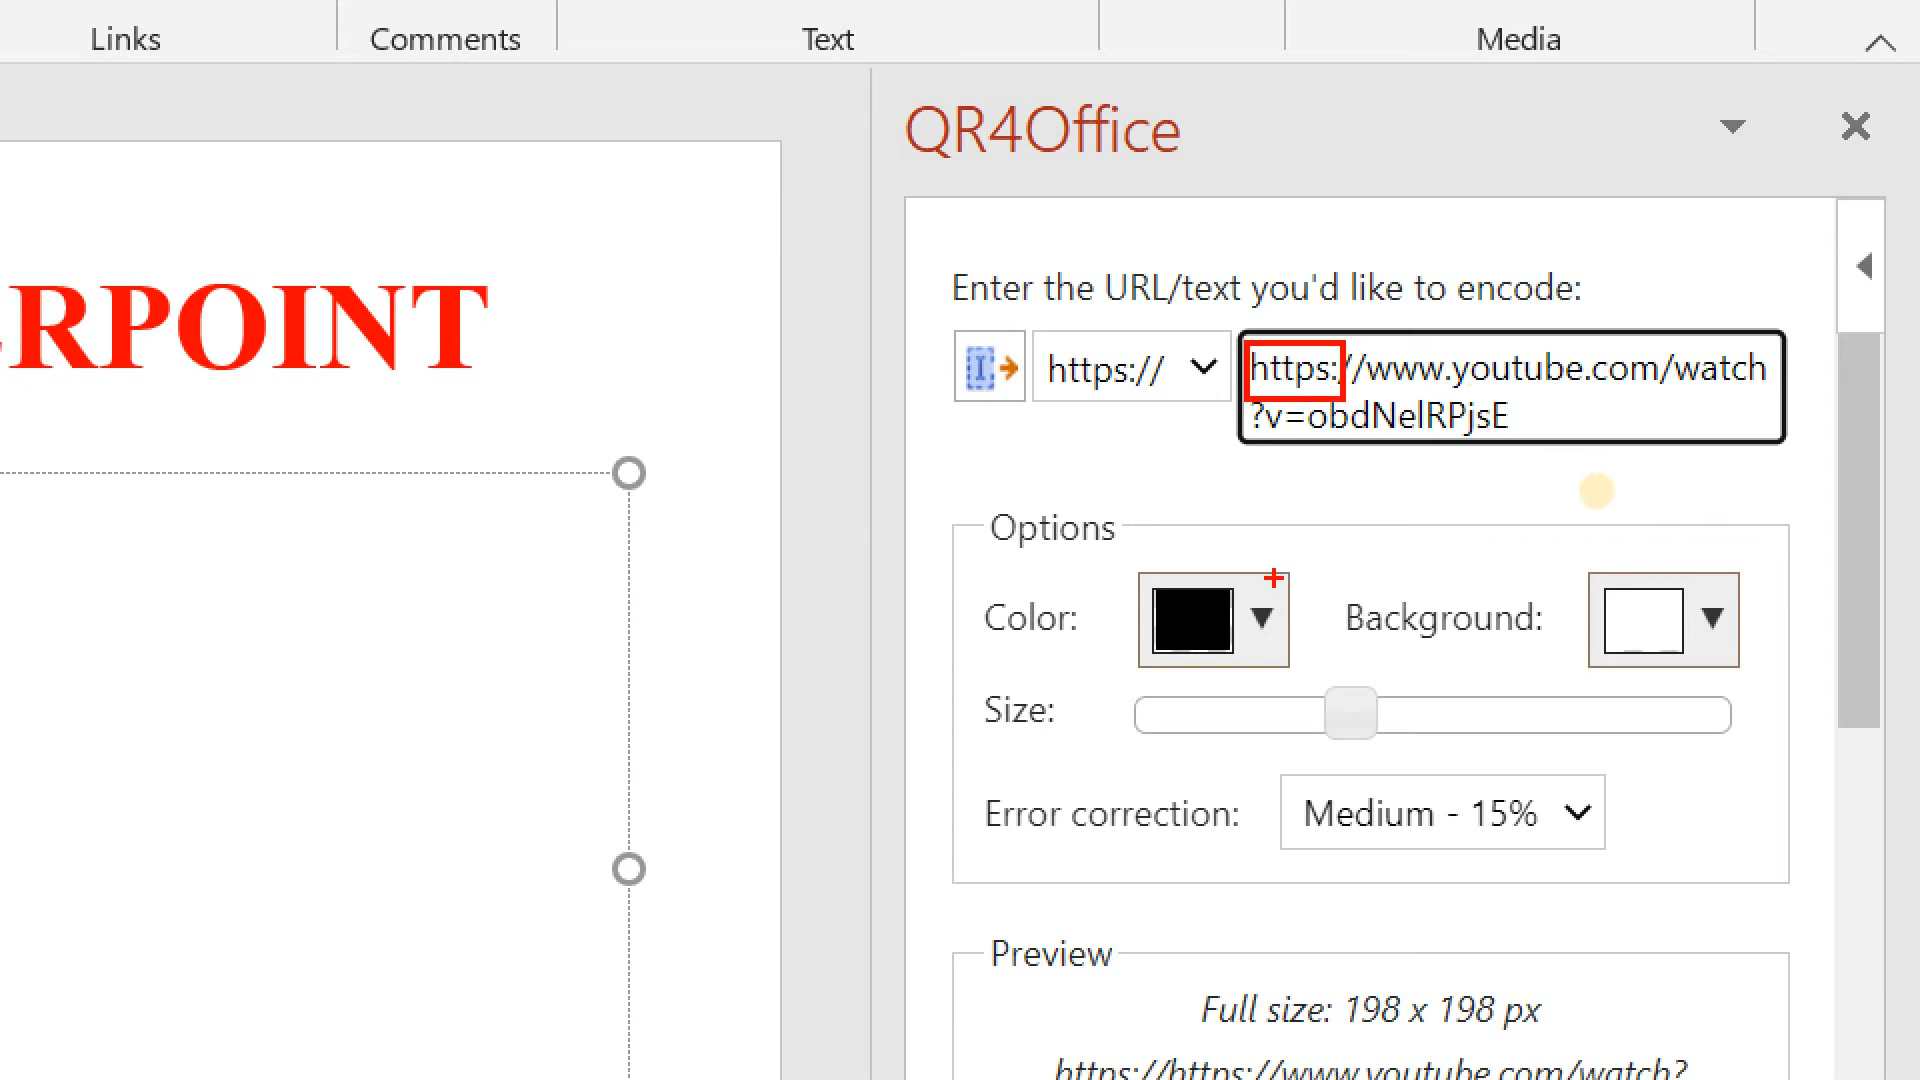 Links
Comments
Text
Media
QR4Office
RPOINT
Enter the URL/text you'd like to encode:
https://
https://www.youtube.com/watch
?v=obdNelRPjsE
Options
Color:
Background:
Size:
Error correction:
Medium - 15%
Preview
Full size: 198 x 198 px
https://https://www.youtube.com/watch?